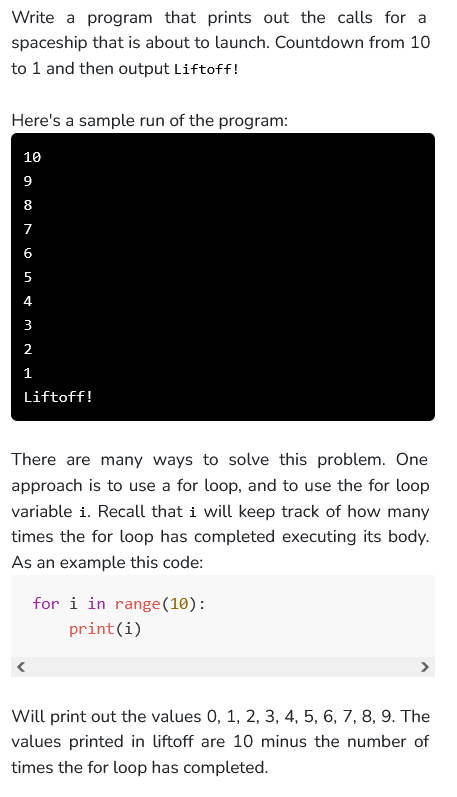 Write a program that prints out the calls for a
spaceship that is about to launch. Countdown from 10
to 1 and then output Liftoff!
Here's a sample run of the program:
10
9
8
7
6
5
4
3
2
1
Liftoff!
There are many ways to solve this problem. One
approach is to use a for loop, and to use the for loop
variable i. Recall that i will keep track of how many
times the for loop has completed executing its body.
As an example this code:
for i in range(10):
    print(i)
Will print out the values 0, 1, 2, 3, 4, 5, 6, 7, 8, 9. The
values printed in liftoff are 10 minus the number of
times the for loop has completed.